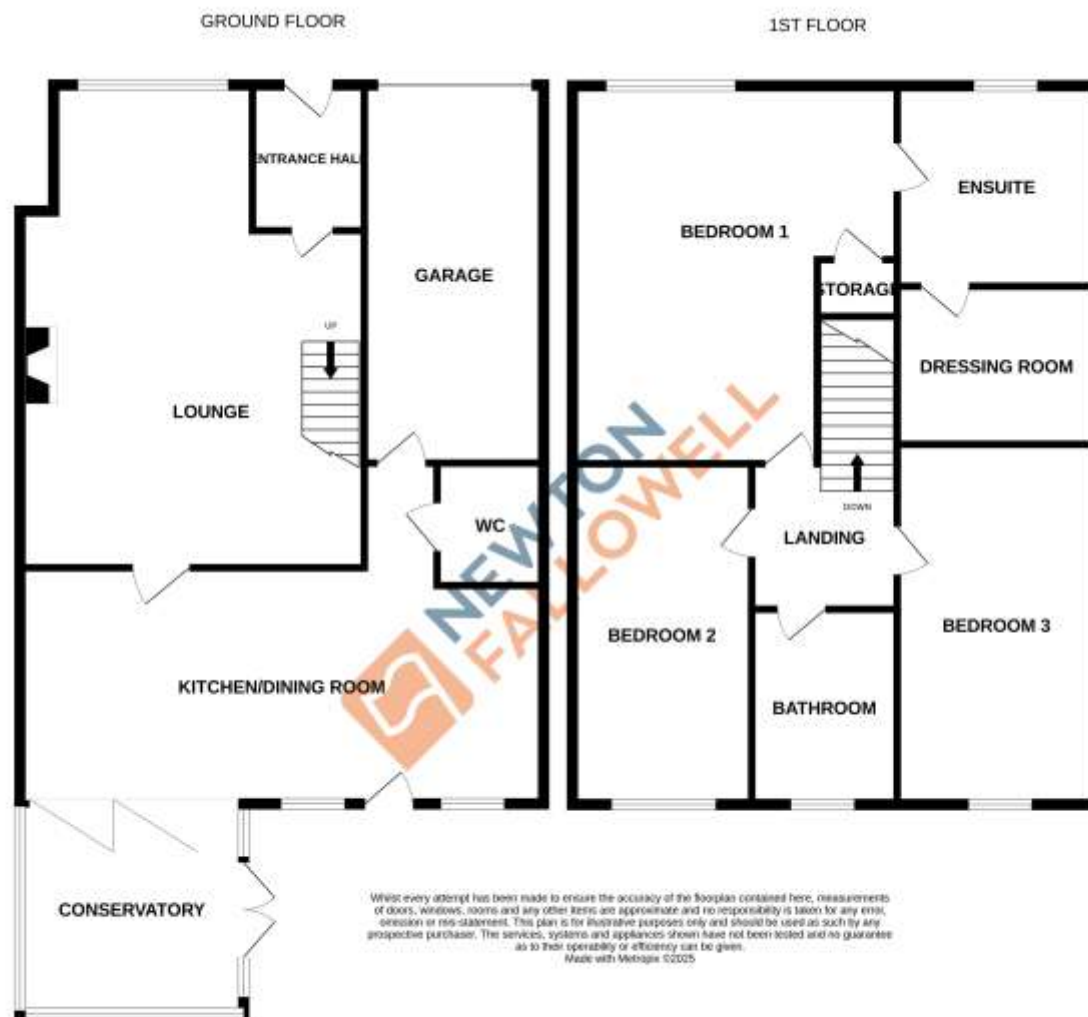 GROUND FLOOR
1ST FLOOR
ENTRANCE HALL
ENSUITE
BEDROOM 1
GARAGE
STORAGE
UP
DRESSING ROOM
LOUNGE
DOWN
WC
LANDING
BEDROOM 2
BEDROOM 3
KITCHEN/DINING ROOM
BATHROOM
NEWTON
FALLOWELL
CONSERVATORY
Whilst every attempt has been made to ensure the accuracy of the floorplan contained here, measurements
of doors, windows, rooms and any other items are approximate and no responsibility is taken for any error,
omission or mis-statement. This plan is for illustrative purposes only and should be used as such by any
prospective purchaser. The services, systems and appliances shown have not been tested and no guarantee
as to their operability or efficiency can be given.
Made with Metropix ©2025